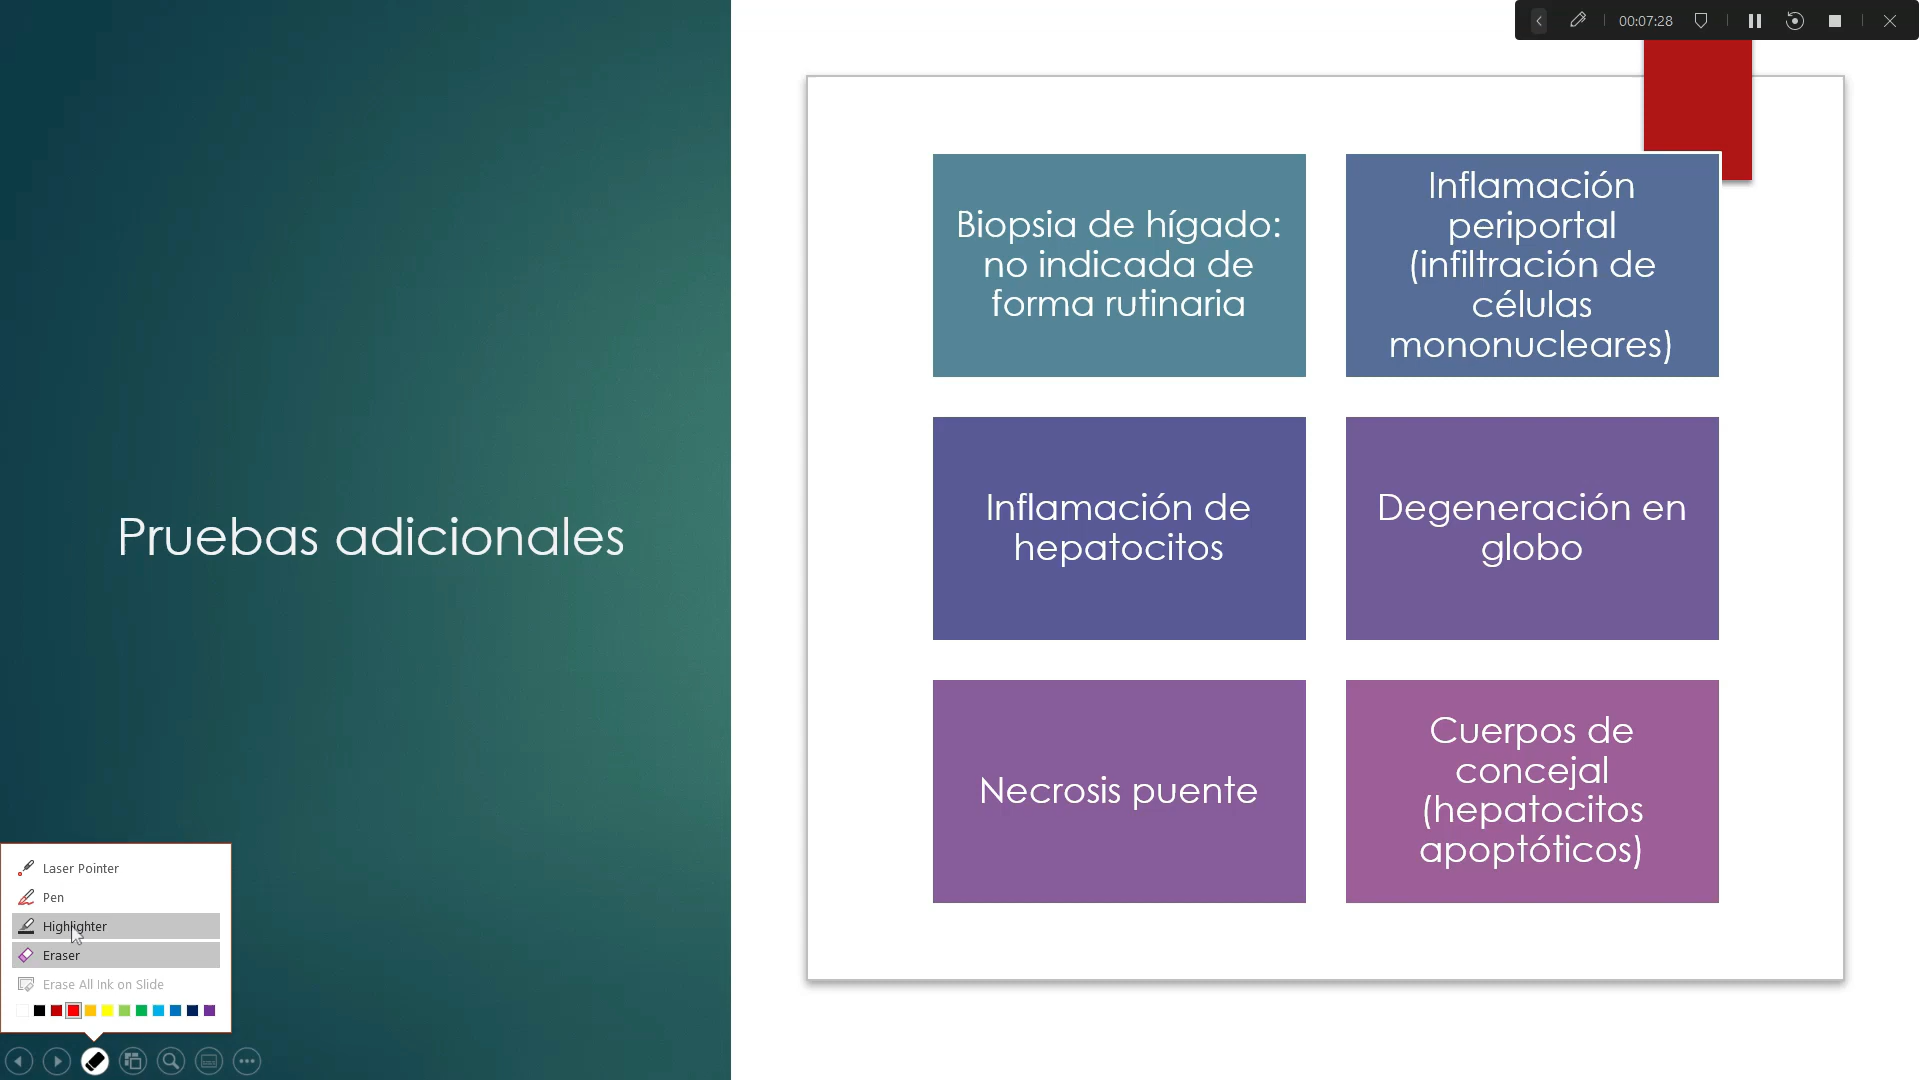 00:07:28
Pruebas adicionales
Biopsia de hígado:
no indicada de
forma rutinaria
Inflamación
periportal
(infiltración de
células
mononucleares)
Inflamación de
hepatocitos
Degeneración en
globo
Necrosis puente
Cuerpos de
concejal
(hepatocitos
apoptóticos)
Laser Pointer
Pen
Highlighter
Eraser
Erase All Ink on Slide